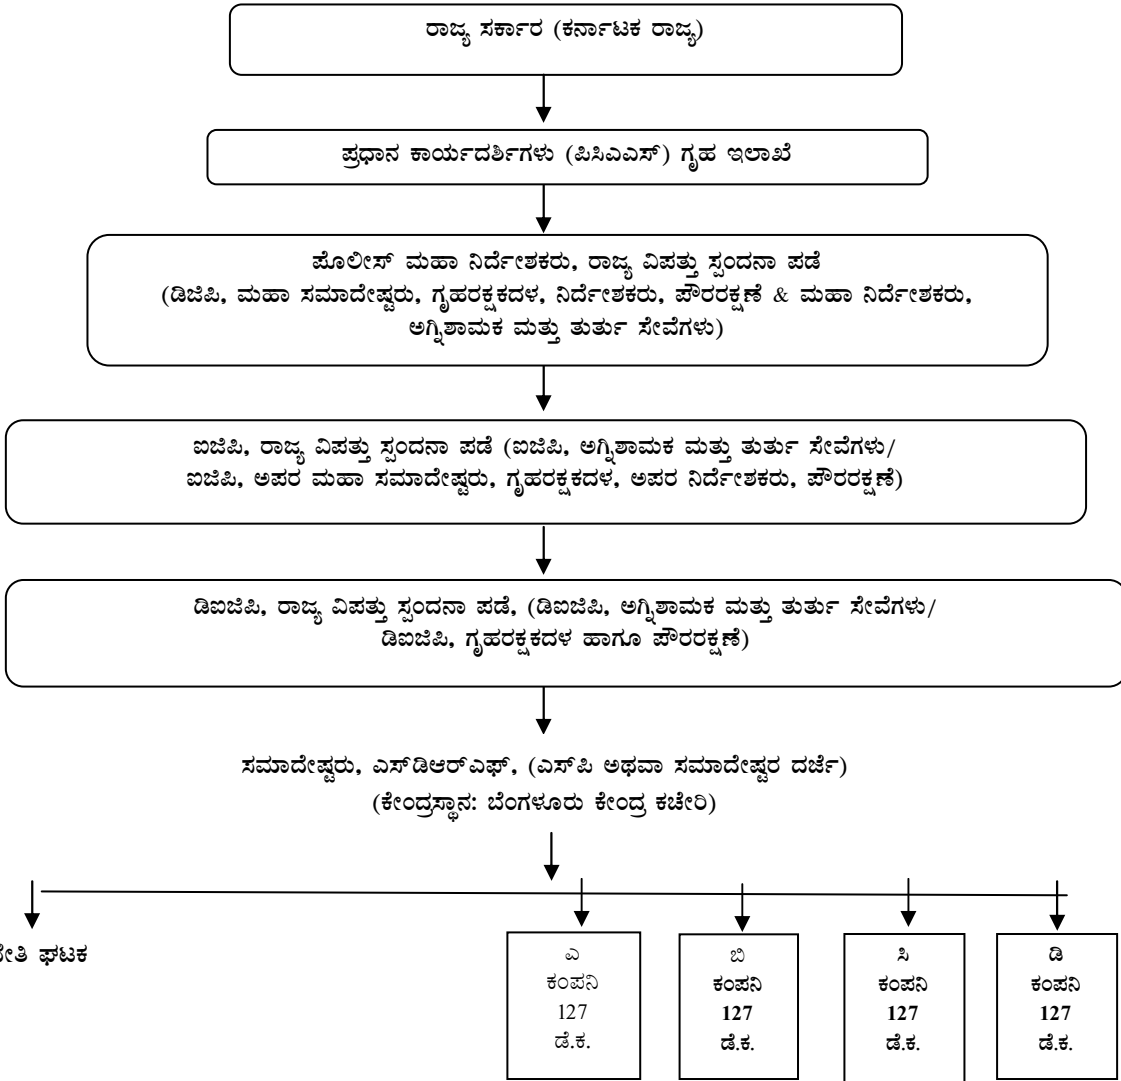 ರಾಜ್ಯ ಸರ್ಕಾರ (ಕರ್ನಾಟಕ ರಾಜ್ಯ)
ಪ್ರಧಾನ ಕಾರ್ಯದರ್ಶಿಗಳು (ಪಿಸಿಎಎಸ್) ಗೃಹ ಇಲಾಖೆ
ಪೊಲೀಸ್ ಮಹಾ ನಿರ್ದೇಶಕರು, ರಾಜ್ಯ ವಿಪತ್ತು ಸ್ಪಂದನಾ ಪಡೆ
(ಡಿಜಿಪಿ, ಮಹಾ ಸಮಾದೇಷ್ಟರು, ಗೃಹರಕ್ಷಕದಳ, ನಿರ್ದೇಶಕರು, ಪೌರರಕ್ಷಣೆ & ಮಹಾ ನಿರ್ದೇಶಕರು,
ಅಗ್ನಿಶಾಮಕ ಮತ್ತು ತುರ್ತು ಸೇವೆಗಳು)
ಐಜಿಪಿ, ರಾಜ್ಯ ವಿಪತ್ತು ಸ್ಪಂದನಾ ಪಡೆ (ಐಜಿಪಿ, ಅಗ್ನಿಶಾಮಕ ಮತ್ತು ತುರ್ತು ಸೇವೆಗಳು/
ಐಜಿಪಿ, ಅಪರ ಮಹಾ ಸಮಾದೇಷ್ಟರು, ಗೃಹರಕ್ಷಕದಳ, ಅಪರ ನಿರ್ದೇಶಕರು, ಪೌರರಕ್ಷಣೆ)
ಡಿಐಜಿಪಿ, ರಾಜ್ಯ ವಿಪತ್ತು ಸ್ಪಂದನಾ ಪಡೆ, (ಡಿಐಜಿಪಿ, ಅಗ್ನಿಶಾಮಕ ಮತ್ತು ತುರ್ತು ಸೇವೆಗಳು/
ಡಿಐಜಿಪಿ, ಗೃಹರಕ್ಷಕದಳ ಹಾಗೂ ಪೌರರಕ್ಷಣೆ)
ಸಮಾದೇಷ್ಟರು, ಎಸ್‌ಡಿಆರ್‌ಎಫ್, (ಎಸ್‌ಪಿ ಅಥವಾ ಸಮಾದೇಷ್ಟರ ದರ್ಜೆ)
(ಕೇಂದ್ರಸ್ಥಾನ: ಬೆಂಗಳೂರು ಕೇಂದ್ರ ಕಚೇರಿ)
ಘಟಕ
ಎ
ಕಂಪನಿ
127
ಡೆ.ಕ.
ಬಿ
ಕಂಪನಿ
127
ಡೆ.ಕ.
ಸಿ
ಕಂಪನಿ
127
ಡೆ.ಕ.
ಡಿ
ಕಂಪನಿ
127
ಡೆ.ಕ.